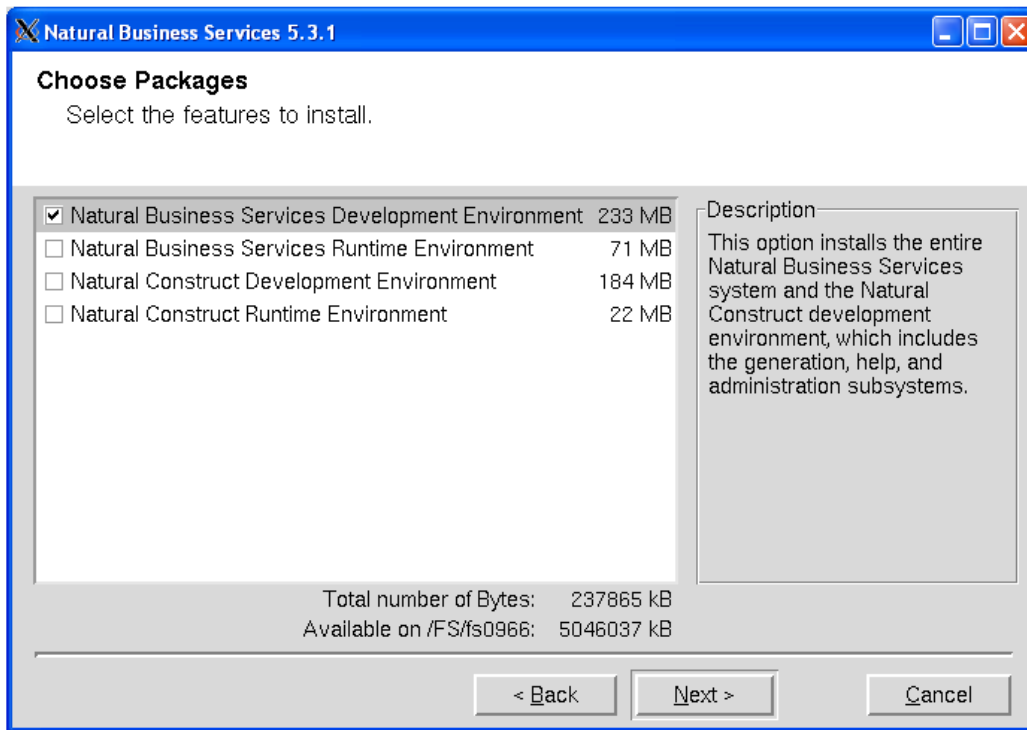 Natural Business Services 5.3.1
Choose Packages
Select the features to install.
Natural Business Services Development Environment 233 MB
Natural Business Services Runtime Environment 71 MB
Natural Construct Development Environment 184 MB
Natural Construct Runtime Environment 22 MB
Description
This option installs the entire
Natural Business Services
system and the Natural
Construct development
environment, which includes
the generation, help, and
administration subsystems.
Total number of Bytes: 237865 kB
Available on /FS/fs0966: 5046037 kB
< Back
Next >
Cancel